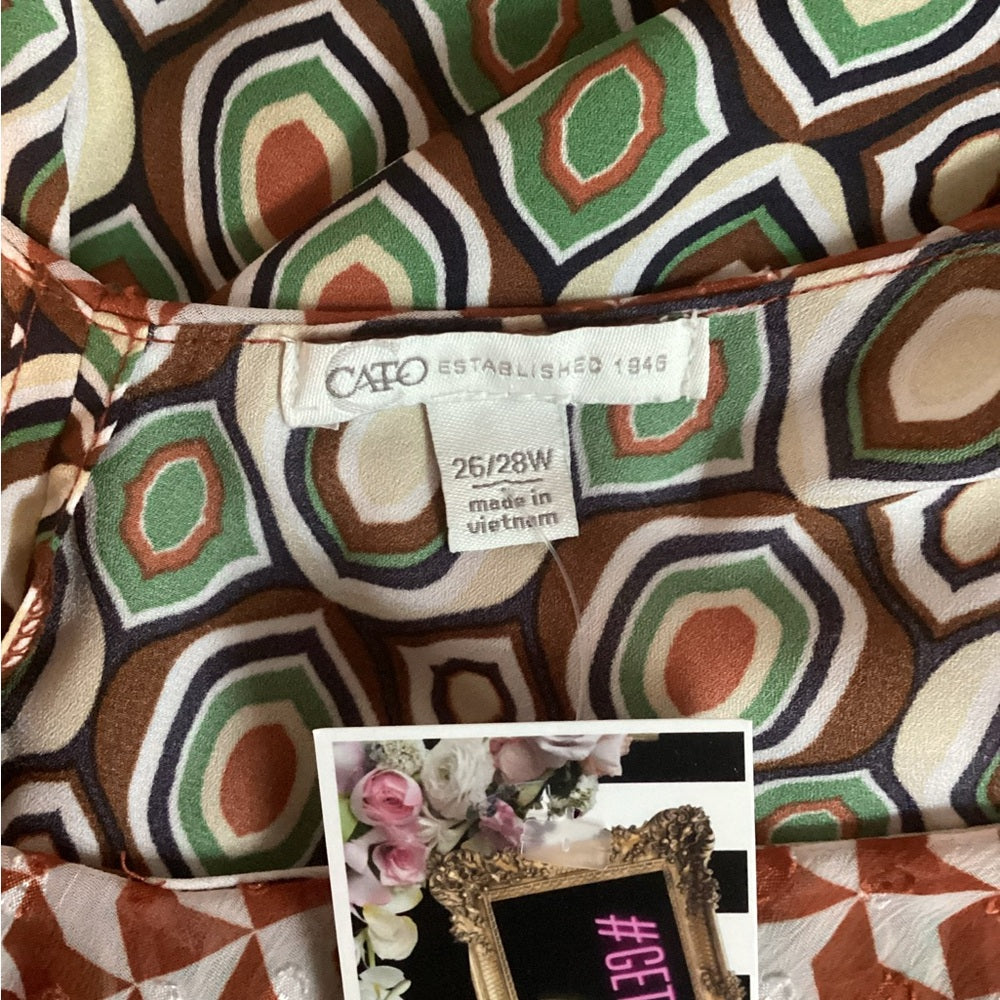 CATO ESTABLISHED 1946
26/28W
made in
vietnam
#GET